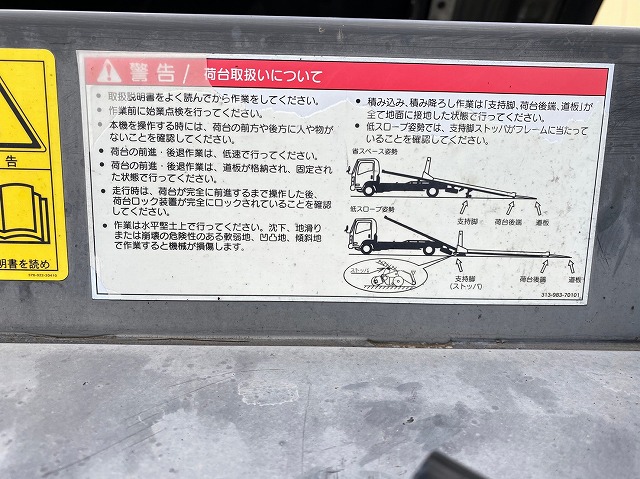 告
明書を読め
警告/ 荷台取扱いについて
• 取扱説明書をよく読んでから作業をしてください。
• 作業前に始業点検を行ってください。
• 本機を操作する時には、荷台の前方や後方に人や物が
ないことを確認してください。
• 荷台の前進・後退作業は、低速で行ってください。
• 荷台の前進・後退作業は、道板が格納され、固定され
た状態で行ってください。
• 走行時は、荷台が完全に前進するまで操作した後、
荷台ロック装置が完全にロックされていることを確認
してください。
• 作業は水平堅土上で行ってください。沈下、地滑り
または崩壊の危険性のある軟弱地、凹凸地、傾斜地
で作業すると機械が損傷します。
• 積み込み、積み降ろし作業は「支持脚、荷台後端、道板」が
全て地面に接地した状態で行ってください。
• 低スロープ姿勢では、支持脚ストッパがフレームに当たって
いることを確認してください。
省スペース姿勢
支持脚 荷台後端 道板
低スロープ姿勢
ストッパ
支持脚 荷台後端 道板
(ストッパ)
313-983-70101